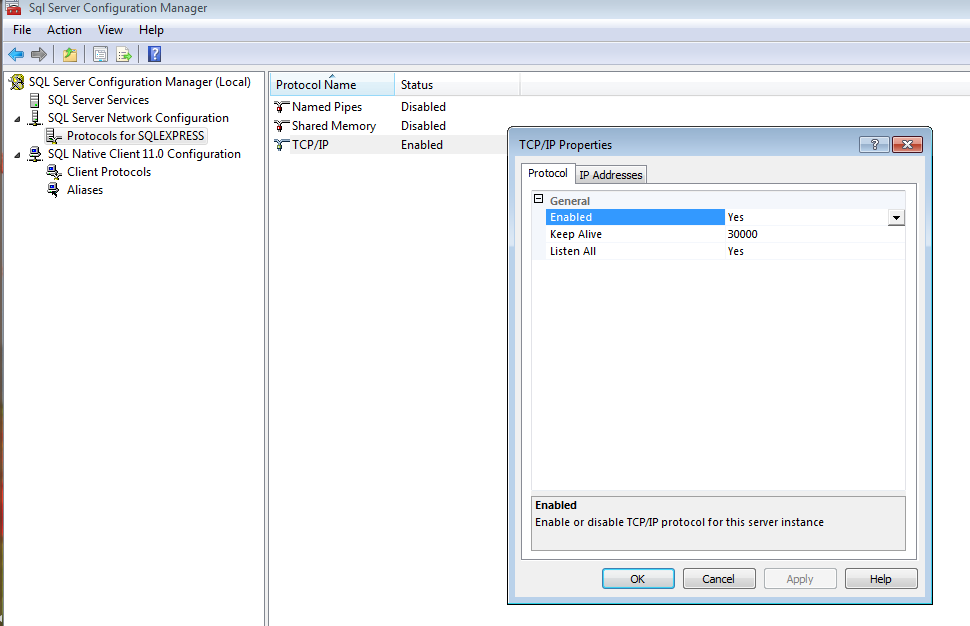 Sql Server Configuration Manager
File Action View Help
SQL Server Configuration Manager (Local)
SQL Server Services
SQL Server Network Configuration
Protocols for SQLEXPRESS
SQL Native Client 11.0 Configuration
Client Protocols
Aliases
Protocol Name Status
Named Pipes Disabled
Shared Memory Disabled
TCP/IP Enabled
TCP/IP Properties
Protocol IP Addresses
General
Enabled Yes
Keep Alive 30000
Listen All Yes
Enabled
Enable or disable TCP/IP protocol for this server instance
OK Cancel Apply Help